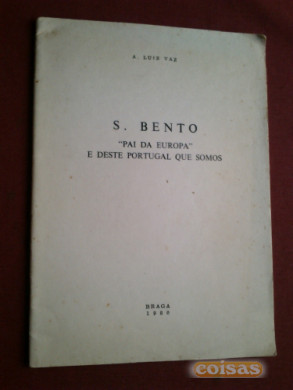 A. LUIS VAZ
S. BENTO
"PAI DA EUROPA"
E DESTE PORTUGAL QUE SOMOS
BRAGA
coisas